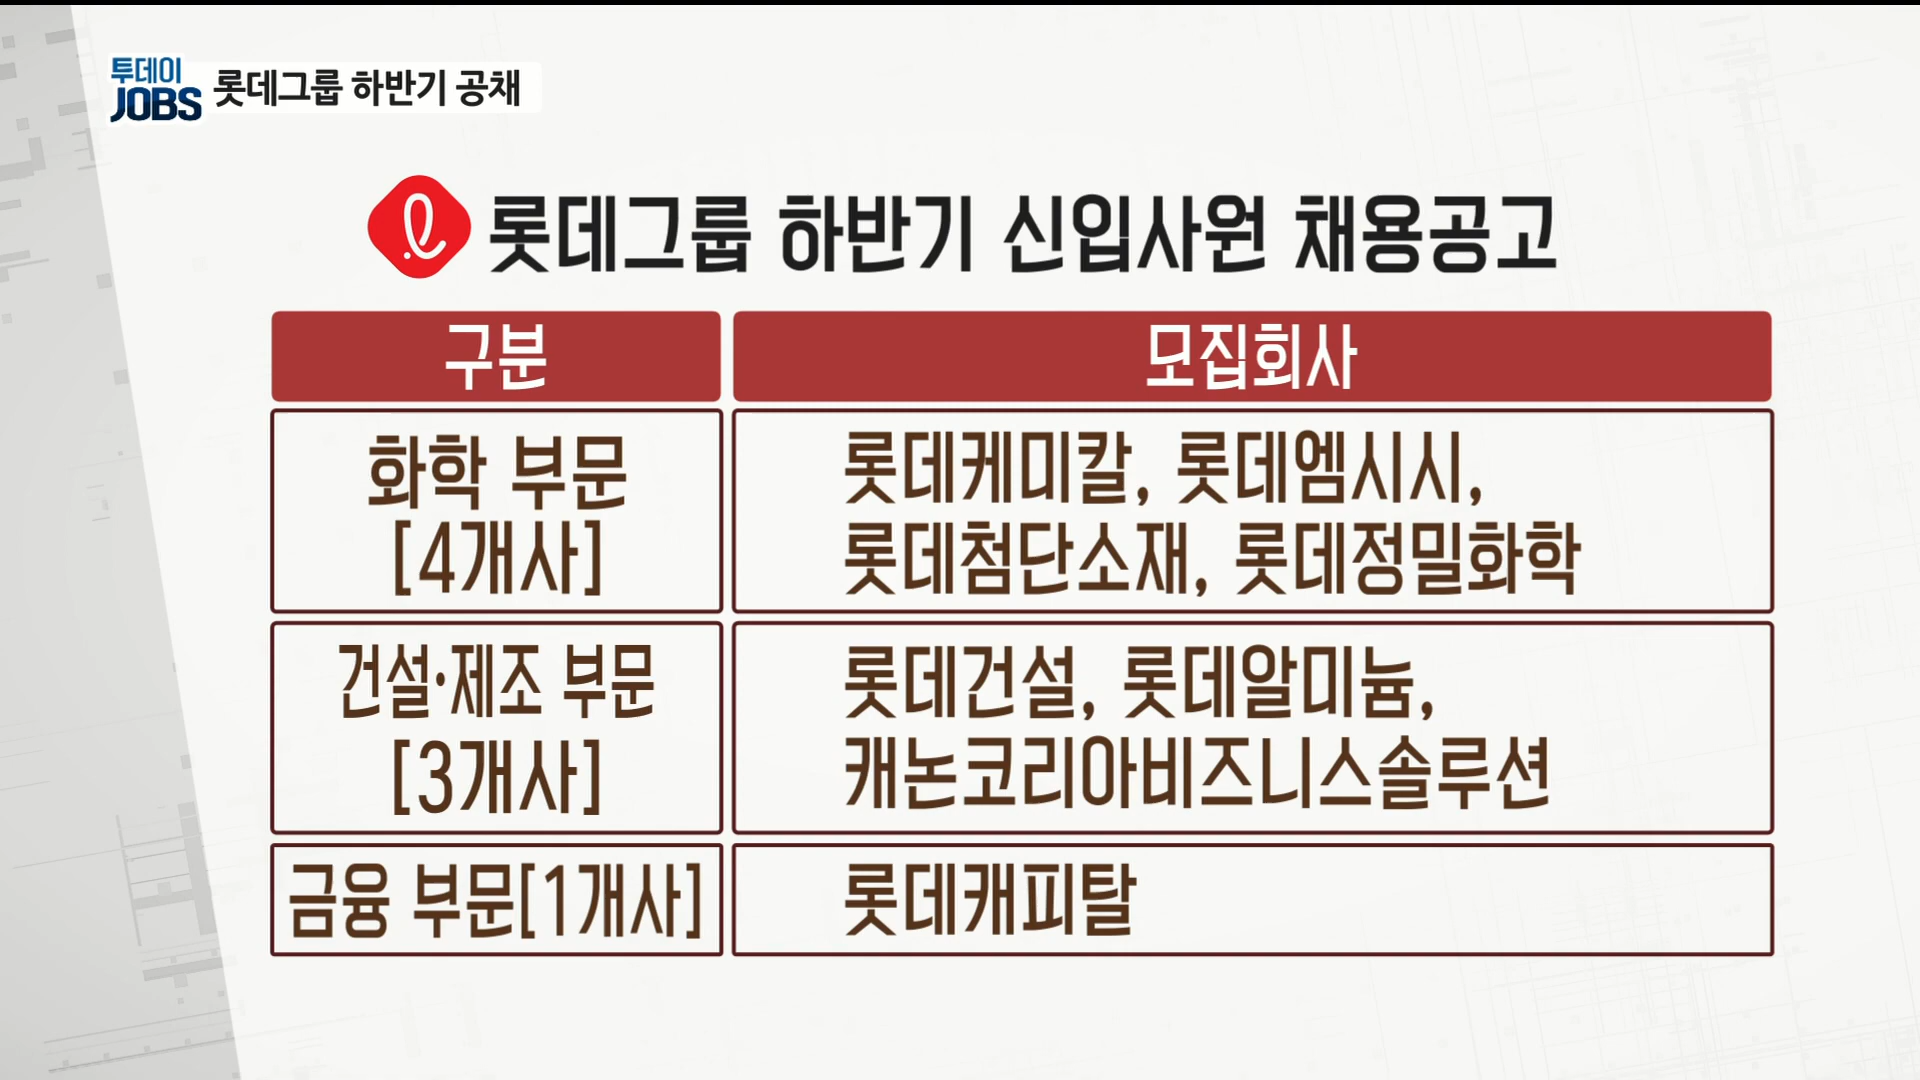 투데이
JOBS
롯데그룹 하반기 공채
롯데그룹 하반기 신입사원 채용공고
구분
모집회사
화학 부문
[4개사]
롯데케미칼, 롯데엠시시,
롯데첨단소재, 롯데정밀화학
건설·제조 부문
[3개사]
롯데건설, 롯데알미늄,
캐논코리아비즈니스솔루션
금융 부문[1개사]
롯데캐피탈